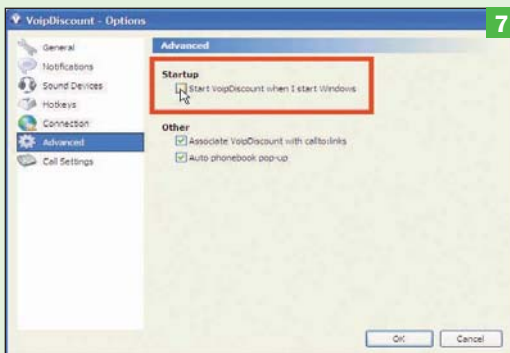 VoipDiscount - Options
7
General
Notifications
Sound Devices
Hotkeys
Connection
Advanced
Call Settings
Advanced
Startup
Start VoipDiscount when I start Windows
Other
Associate VoipDiscount with callto:links
Auto phonebook pop-up
OK
Cancel